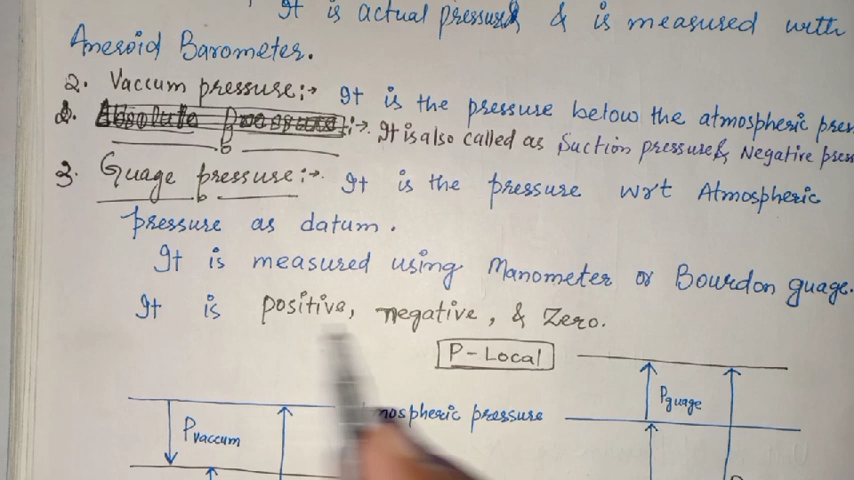 It is actual pressure & is measured with
Aneroid Barometer.
2. Vaccum pressure:→ It is the pressure below the atmospheric pres
It is also called as Suction pressure & Negative press
3. Guage pressure:→ It is the pressure wrt Atmospheric
pressure as datum.
It is measured using Manometer or Bourdon guage.
It is positive, negative, & Zero.
P-Local
Pguage
Pvaccum
mospheric pressure